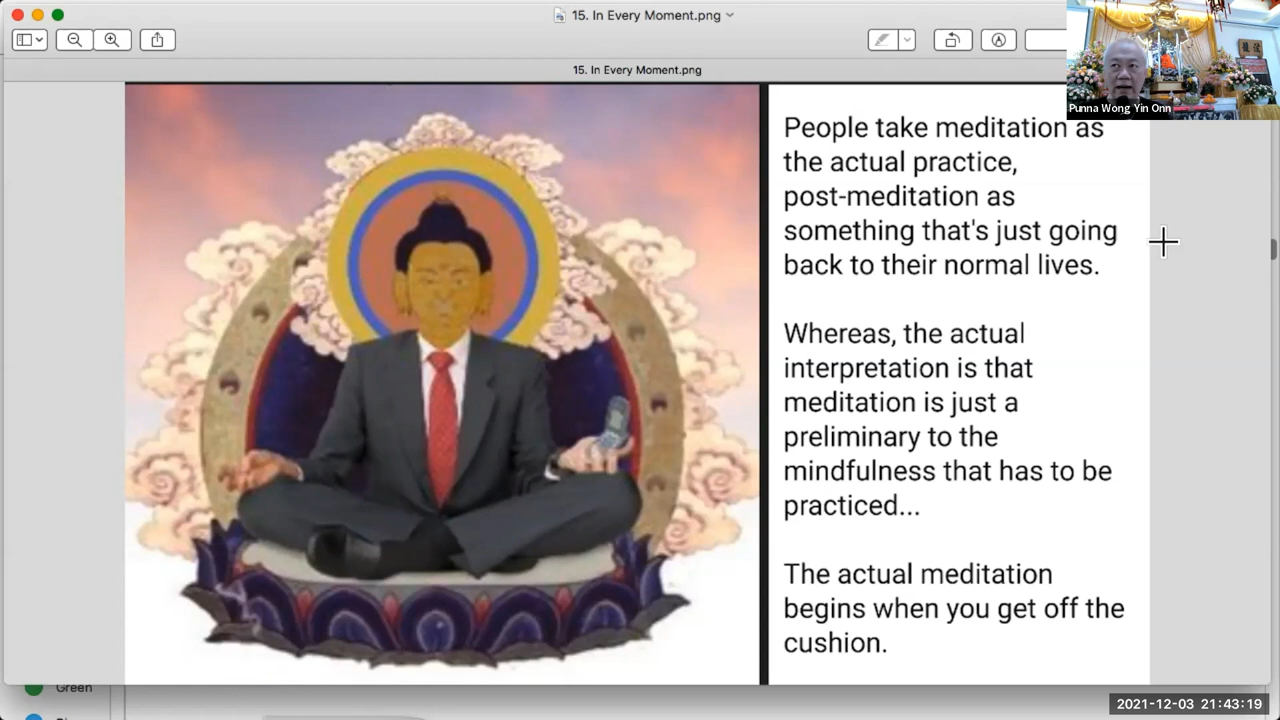 15. In Every Moment.png
15. In Every Moment.png
Punna Wong Yin Onn
People take meditation as
the actual practice,
post-meditation as
something that's just going
back to their normal lives.
Whereas, the actual
interpretation is that
meditation is just a
preliminary to the
mindfulness that has to be
practiced...
The actual meditation
begins when you get off the
cushion.
Green
2021-12-03 21:43:19